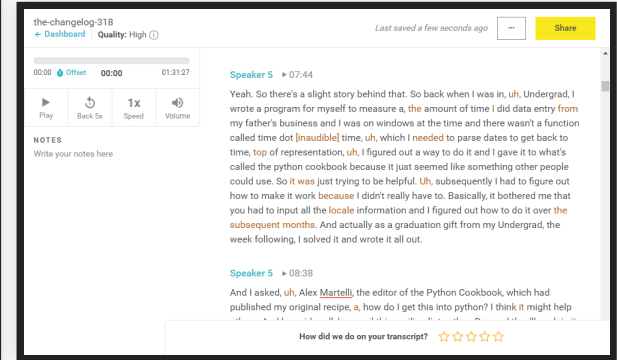 the-changelog-318
← Dashboard Quality: High
Last saved a few seconds ago
...
Share
00:00 Offset 00:00 01:31:27
Play Back 5s 1x Speed Volume
NOTES
Write your notes here
Speaker 5 ▸ 07:44
Yeah. So there's a slight story behind that. So back when I was in, uh, Undergrad, I
wrote a program for myself to measure a, the amount of time I did data entry from
my father's business and I was on windows at the time and there wasn't a function
called time dot [inaudible] time, uh, which I needed to parse dates to get back to
time, top of representation, uh, I figured out a way to do it and I gave it to what's
called the python cookbook because it just seemed like something other people
could use. So it was just trying to be helpful. Uh, subsequently I had to figure out
how to make it work because I didn't really have to. Basically, it bothered me that
you had to input all the locale information and I figured out how to do it over the
subsequent months. And actually as a graduation gift from my Undergrad, the
week following, I solved it and wrote it all out.
Speaker 5 ▸ 08:38
And I asked, uh, Alex Martelli, the editor of the Python Cookbook, which had
published my original recipe, a, how do I get this into python? I think it might help
How did we do on your transcript?